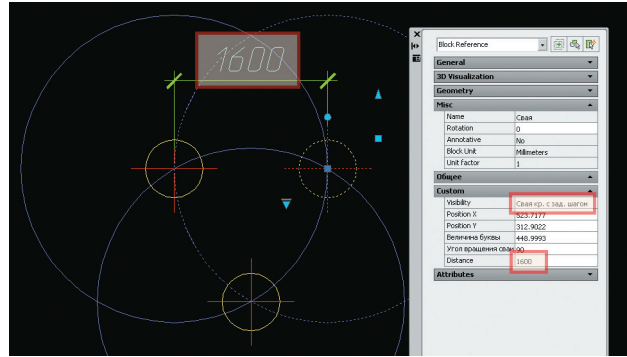 1600
Block Reference
General
3D Visualization
Geometry
Misc
Name Свая
Rotation 0
Annotative No
Block Unit Millimeters
Unit factor 1
Общее
Custom
Visibility Свая кр. с зад. шагом
Position X 523.7177
Position Y 312.9022
Величина буквы 448.9993
Угол вращения сваи 90
Distance 1600
Attributes